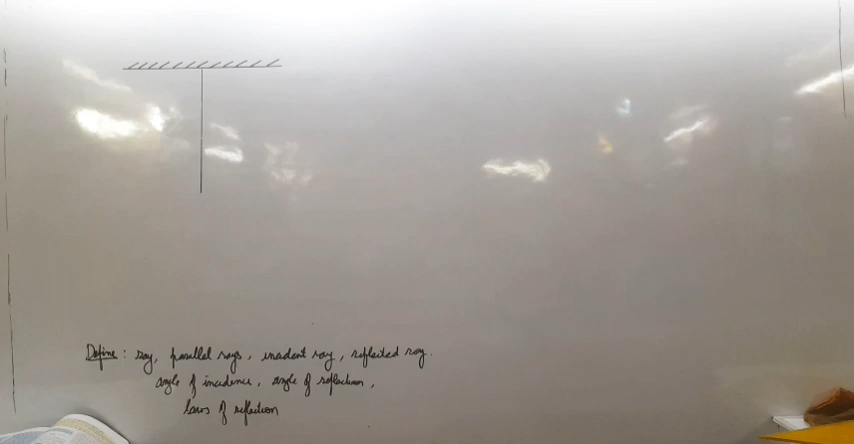 Define : ray, parallel rays, incident ray, reflected ray.
angle of incidence, angle of reflection,
laws of reflection